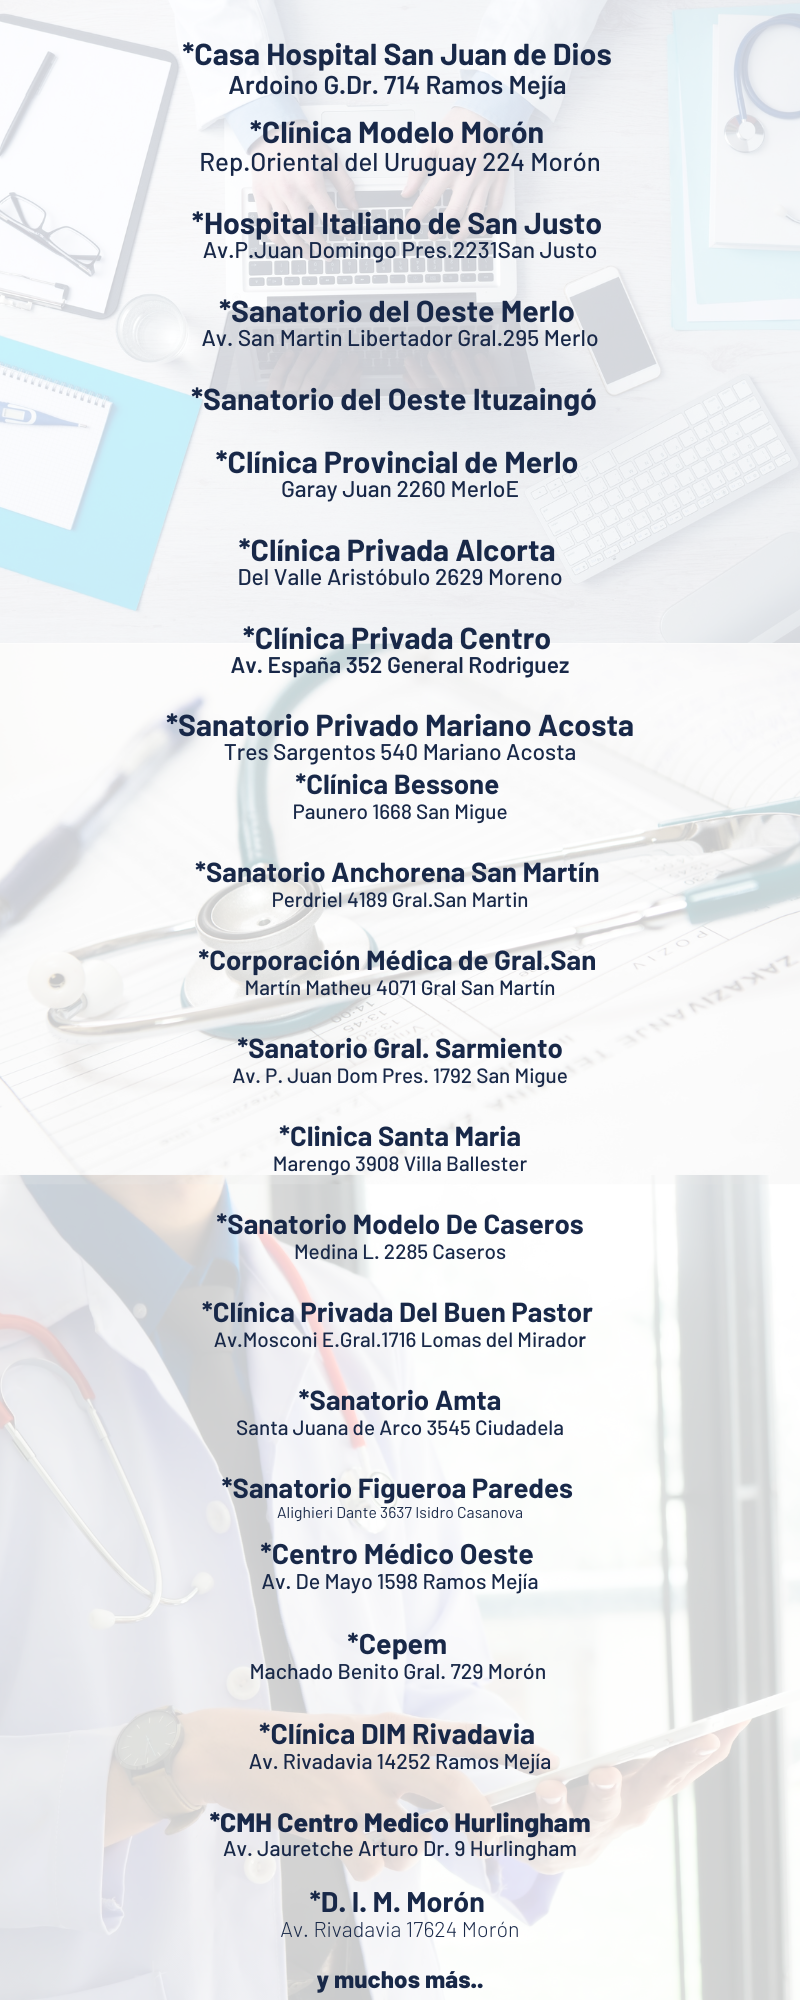 *Casa Hospital San Juan de Dios
Ardoino G.Dr. 714 Ramos Mejía
*Clínica Modelo Morón
Rep.Oriental del Uruguay 224 Morón
*Hospital Italiano de San Justo
Av.P.Juan Domingo Pres.2231San Justo
*Sanatorio del Oeste Merlo
Av. San Martin Libertador Gral.295 Merlo
*Sanatorio del Oeste Ituzaingó
*Clínica Provincial de Merlo
Garay Juan 2260 MerloE
*Clínica Privada Alcorta
Del Valle Aristóbulo 2629 Moreno
*Clínica Privada Centro
Av. España 352 General Rodriguez
*Sanatorio Privado Mariano Acosta
Tres Sargentos 540 Mariano Acosta
*Clínica Bessone
Paunero 1668 San Migue
*Sanatorio Anchorena San Martín
Perdriel 4189 Gral.San Martin
*Corporación Médica de Gral.San
Martín Matheu 4071 Gral San Martín
*Sanatorio Gral. Sarmiento
Av. P. Juan Dom Pres. 1792 San Migue
*Clinica Santa Maria
Marengo 3908 Villa Ballester
*Sanatorio Modelo De Caseros
Medina L. 2285 Caseros
*Clínica Privada Del Buen Pastor
Av.Mosconi E.Gral.1716 Lomas del Mirador
*Sanatorio Amta
Santa Juana de Arco 3545 Ciudadela
*Sanatorio Figueroa Paredes
Alighieri Dante 3637 Isidro Casanova
*Centro Médico Oeste
Av. De Mayo 1598 Ramos Mejía
*Cepem
Machado Benito Gral. 729 Morón
*Clínica DIM Rivadavia
Av. Rivadavia 14252 Ramos Mejía
*CMH Centro Medico Hurlingham
Av. Jauretche Arturo Dr. 9 Hurlingham
*D. I. M. Morón
Av. Rivadavia 17624 Morón
y muchos más..